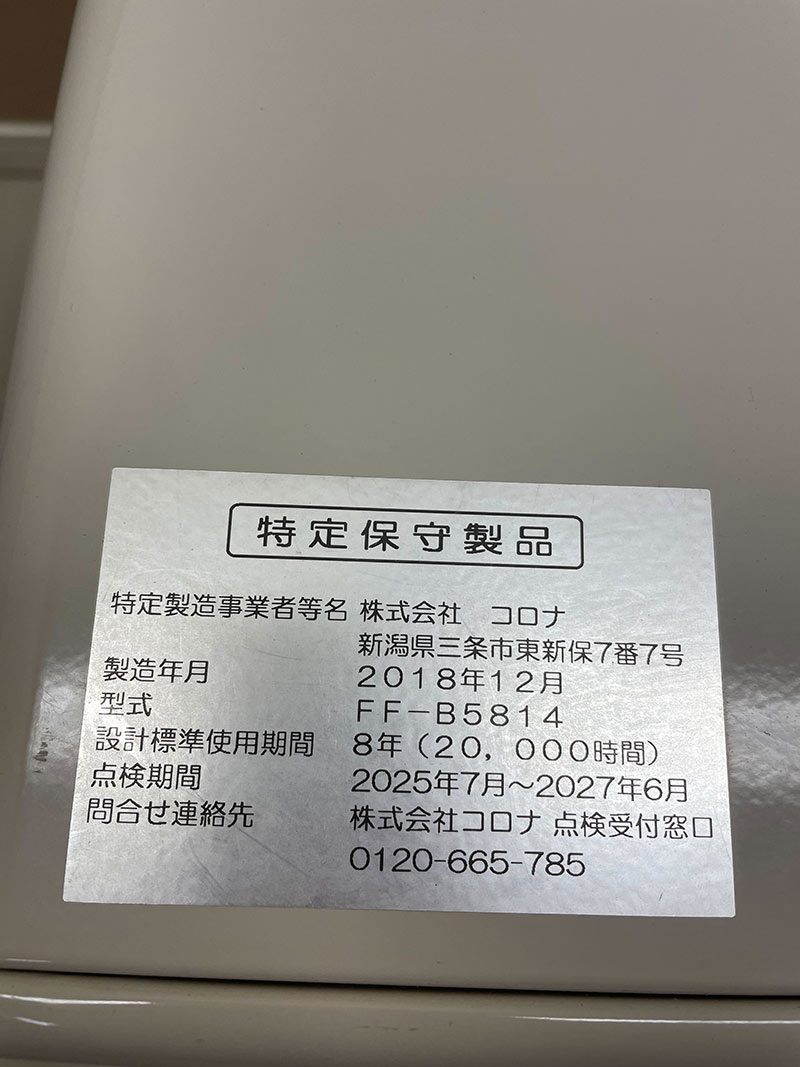 特定保守製品
特定製造事業者等名 株式会社 コロナ
新潟県三条市東新保7番7号
製造年月 2018年12月
型式 FF-B5814
設計標準使用期間 8年(20,000時間)
点検期間 2025年7月~2027年6月
問合せ連絡先 株式会社コロナ 点検受付窓口
0120-665-785